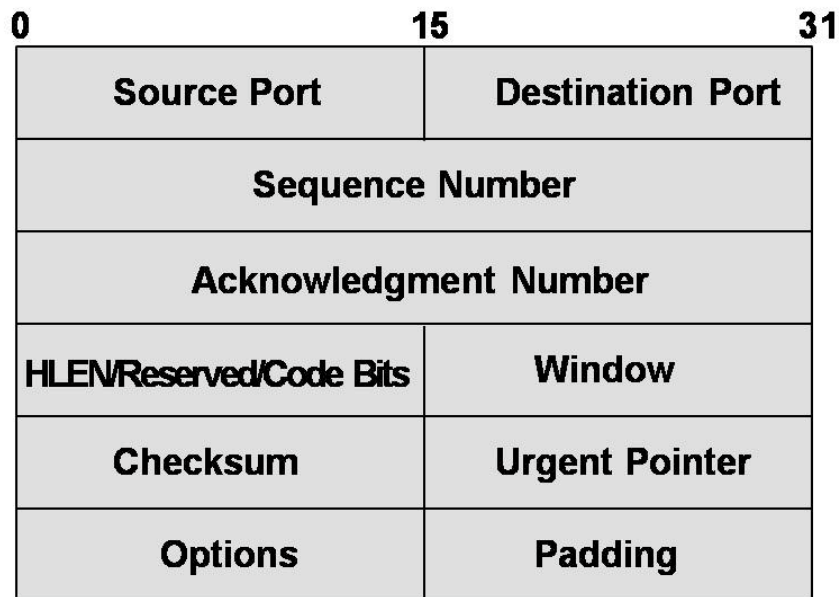 0 15 31
Source Port Destination Port
Sequence Number
Acknowledgment Number
HLEN/Reserved/Code Bits Window
Checksum Urgent Pointer
Options Padding